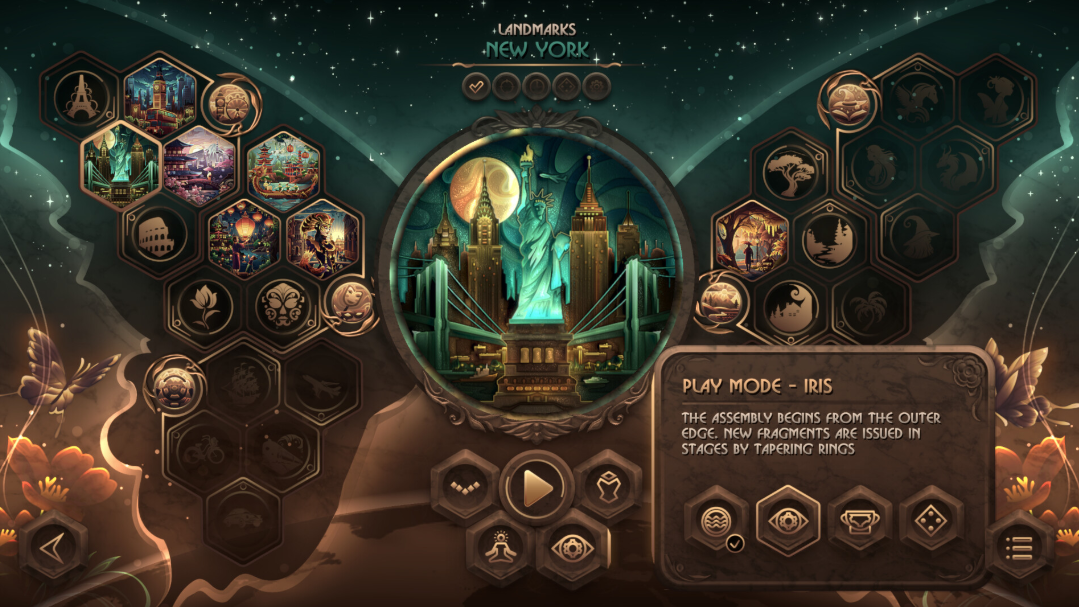 LANDMARKS
NEW YORK
PLAY MODE - IRIS
THE ASSEMBLY BEGINS FROM THE OUTER
EDGE. NEW FRAGMENTS ARE ISSUED IN
STAGES BY TAPERING RINGS